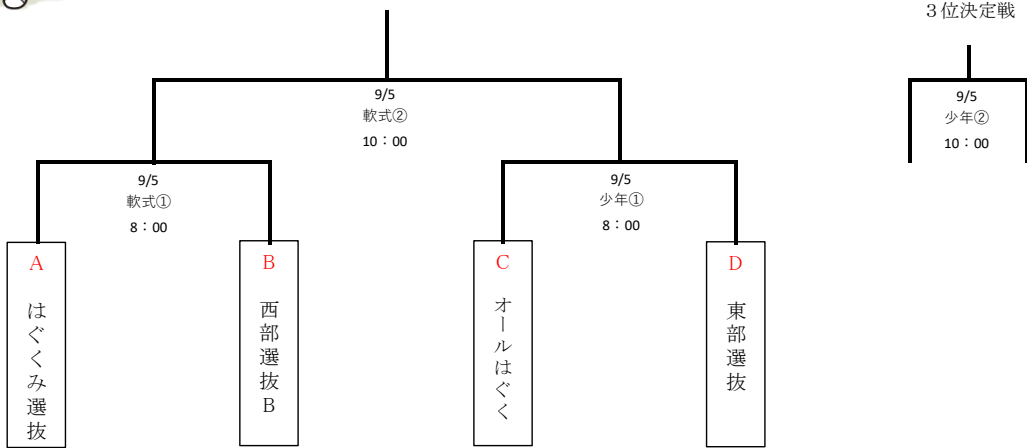 3位決定戦
9/5
軟式②
10：00
9/5
少年②
10：00
9/5
軟式①
8：00
9/5
少年①
8：00
A
はぐくみ選抜
B
西部選抜B
C
オールはぐく
D
東部選抜